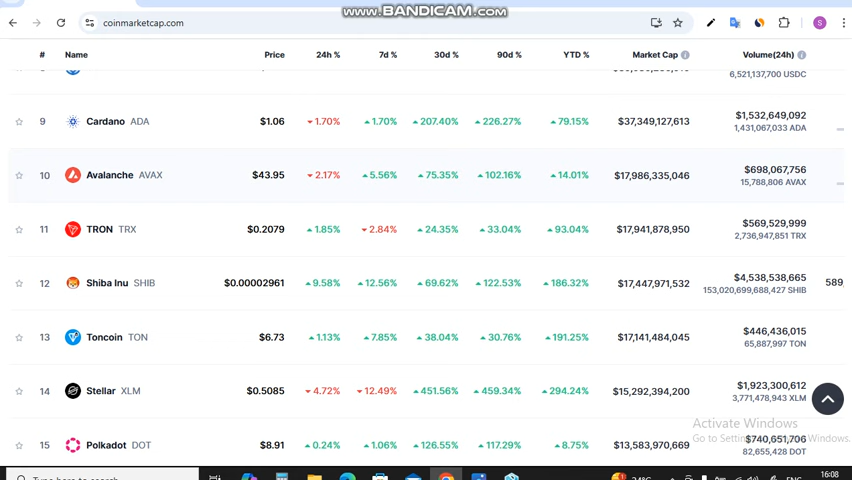 www.BANDICAM.com
coinmarketcap.com
S
# Name Price 24h % 7d % 30d % 90d % YTD % Market Cap Volume(24h)
6,521,137,700 USDC
9 Cardano ADA $1.06 1.70% 1.70% 207.40% 226.27% 79.15% $37,349,127,613 $1,532,649,092
1,431,067,033 ADA
10 Avalanche AVAX $43.95 2.17% 5.56% 75.35% 102.16% 14.01% $17,986,335,046 $698,067,756
15,788,806 AVAX
11 TRON TRX $0.2079 1.85% 2.84% 24.35% 33.04% 93.04% $17,941,878,950 $569,529,999
2,736,947,851 TRX
12 Shiba Inu SHIB $0.00002961 9.58% 12.56% 69.62% 122.53% 186.32% $17,447,971,532 $4,538,538,665 589,
153,020,699,688,427 SHIB
13 Toncoin TON $6.73 1.13% 7.85% 38.04% 30.76% 191.25% $17,141,484,045 $446,436,015
65,887,997 TON
14 Stellar XLM $0.5085 4.72% 12.49% 451.56% 459.34% 294.24% $15,292,394,200 $1,923,300,612
3,771,478,943 XLM
Activate Windows
15 Polkadot DOT $8.91 0.24% 1.06% 126.55% 117.29% 8.75% $13,583,970,669 $740,651,706
Windows.
82,655,428 DOT
Type here to search
16:08